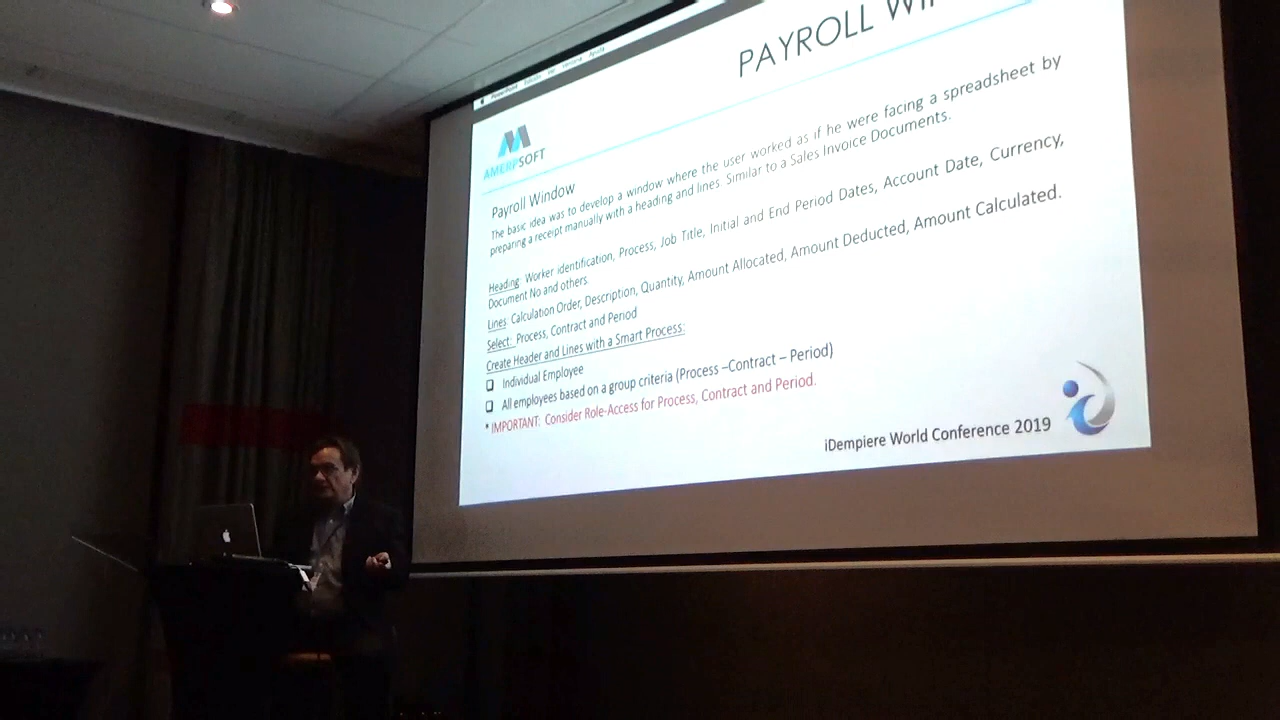 PowerPoint Ver Ventana Ayuda
PAYROLL
AMERPSOFT
Payroll Window
The basic idea was to develop a window where the user worked as if he were facing a spreadsheet by
preparing a receipt manually with a heading and lines. Similar to a Sales Invoice Documents.
Heading: Worker identification, Process, Job Title, Initial and End Period Dates, Account Date, Currency,
Document No and others
Lines: Calculation Order, Description, Quantity, Amount Allocated, Amount Deducted, Amount Calculated.
Select: Process, Contract and Period
Create Header and Lines with a Smart Process:
❑ Individual Employee
❑ All employees based on a group criteria (Process –Contract – Period)
* IMPORTANT: Consider Role-Access for Process, Contract and Period.
iDempiere World Conference 2019